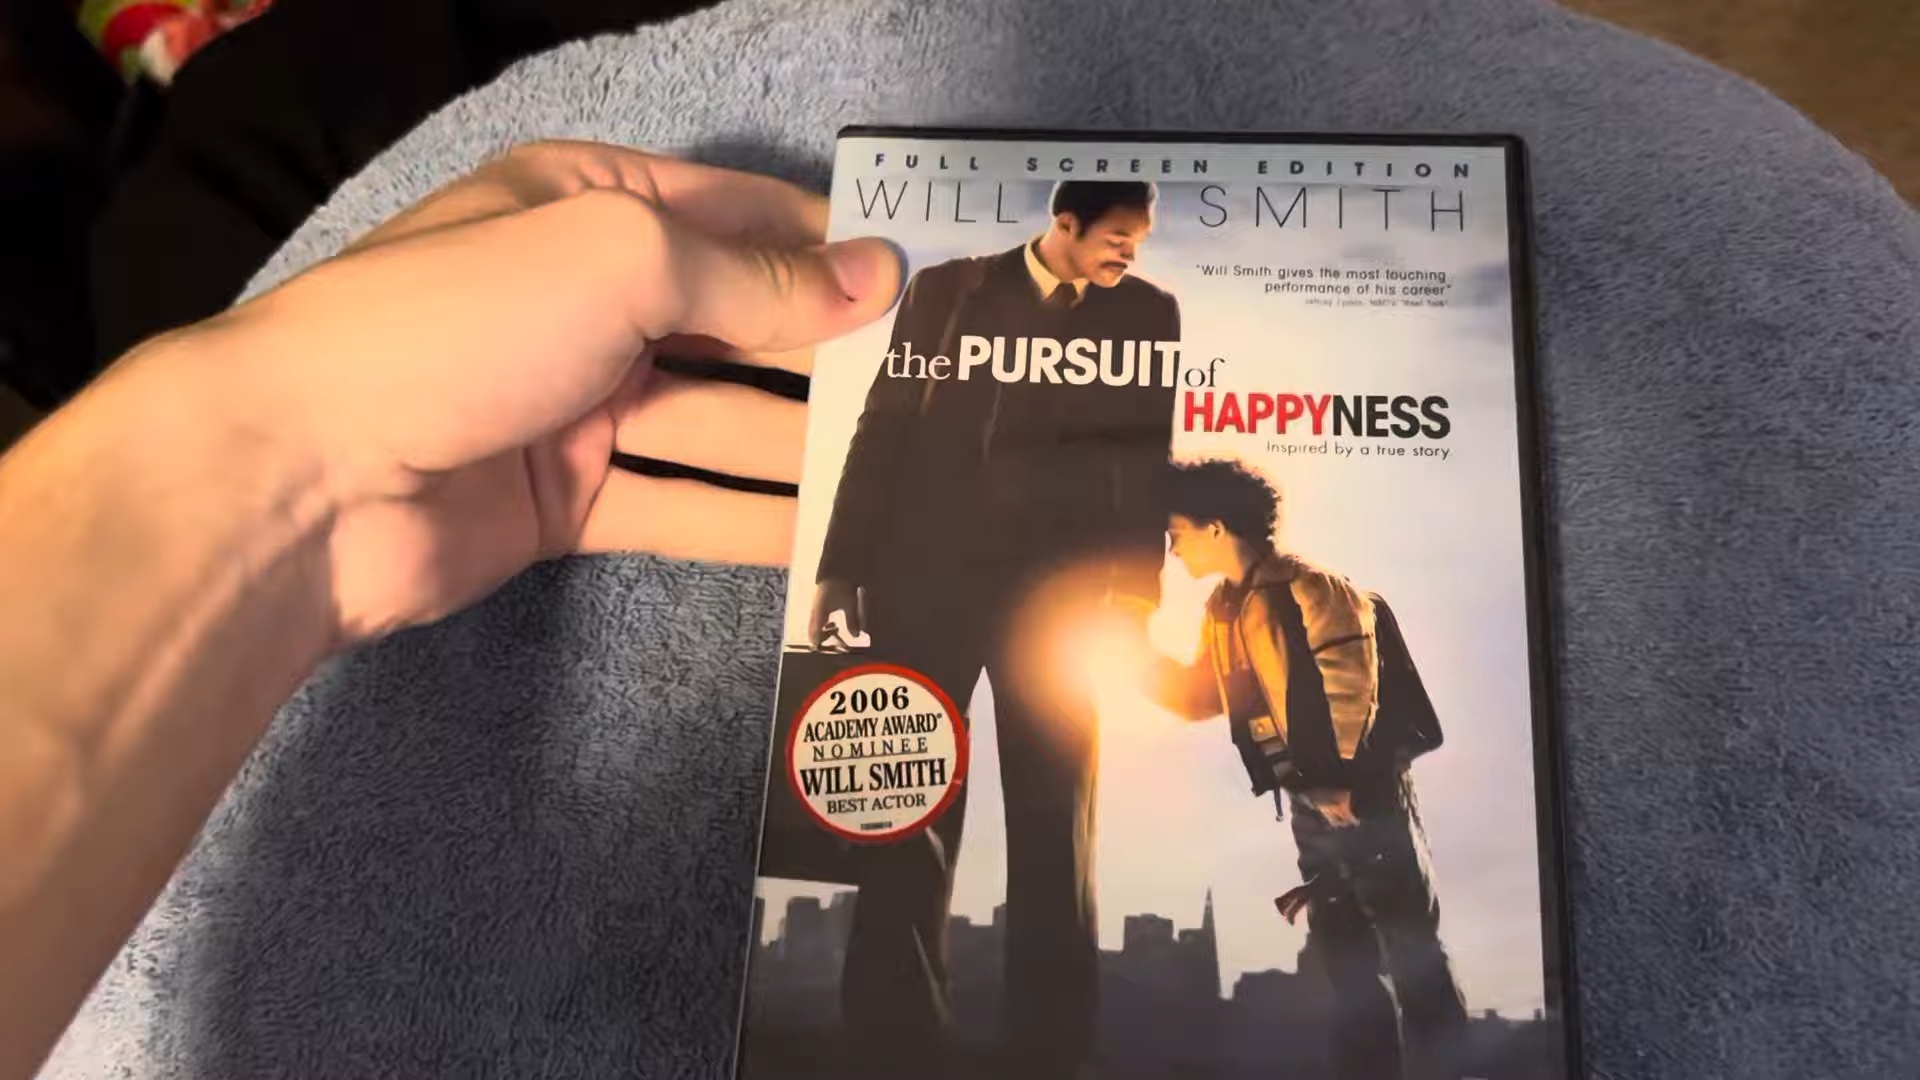 FULL SCREEN EDITION
WILL SMITH
"Will Smith gives the most touching
performance of his career"
the PURSUIT of
HAPPYNESS
Inspired by a true story.
2006
ACADEMY AWARD®
NOMINEE
WILL SMITH
BEST ACTOR